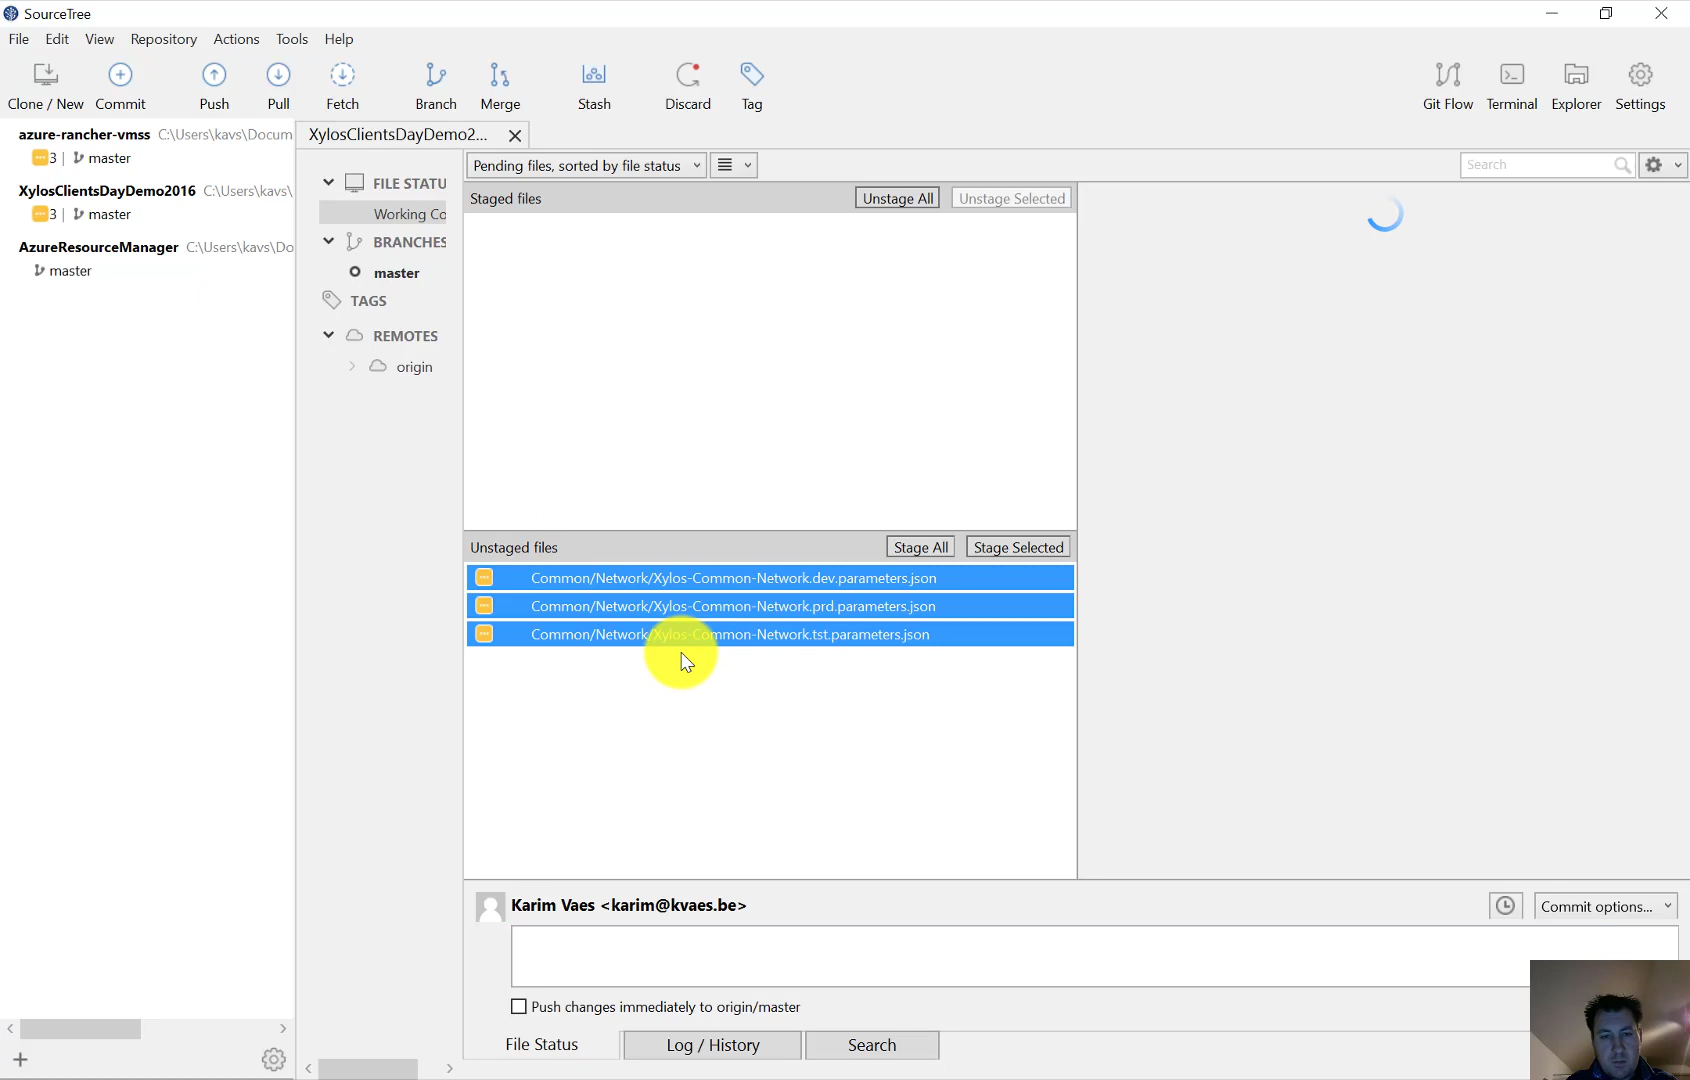 SourceTree
File Edit View Repository Actions Tools Help
Clone / New Commit Push Pull Fetch Branch Merge Stash Discard Tag Git Flow Terminal Explorer Settings
azure-rancher-vmss C:\Users\kavs\Docum
3 master
XylosClientsDayDemo2016 C:\Users\kavs\
3 master
AzureResourceManager C:\Users\kavs\Do
master
XylosClientsDayDemo2...
FILE STATU
Working Co
BRANCHES
master
TAGS
REMOTES
origin
Pending files, sorted by file status
Search
Staged files Unstage All Unstage Selected
Unstaged files Stage All Stage Selected
Common/Network/Xylos-Common-Network.dev.parameters.json
Common/Network/Xylos-Common-Network.prd.parameters.json
Common/Network/Xylos-Common-Network.tst.parameters.json
Karim Vaes <karim@kvaes.be>
Commit options...
Push changes immediately to origin/master
File Status Log / History Search